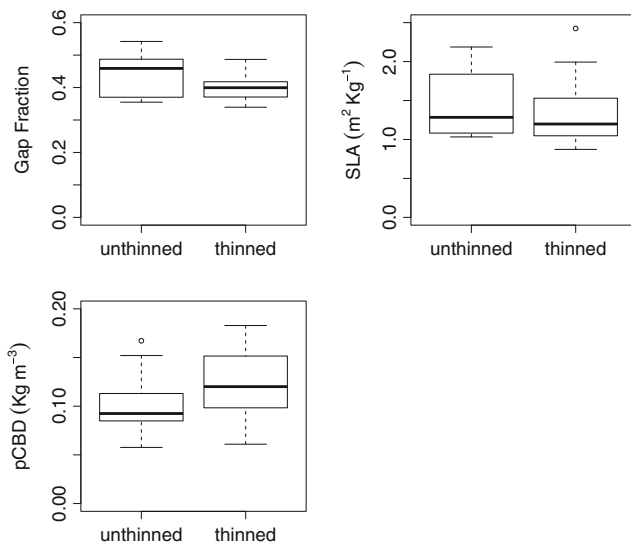 Gap Fraction
0.6
0.4
0.2
0.0
unthinned thinned
SLA (m² Kg⁻¹)
2.0
1.0
0.0
unthinned thinned
pCBD (Kg m⁻³)
0.20
0.10
0.00
unthinned thinned